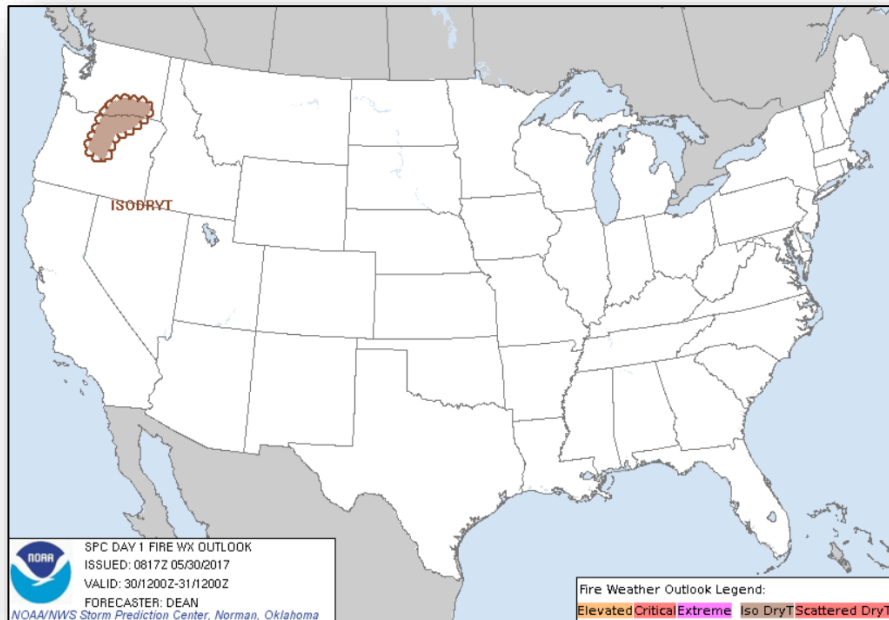 ISODRYT
NOAA
SPC DAY 1 FIRE WX OUTLOOK
ISSUED: 0817Z 05/30/2017
VALID: 30/1200Z-31/1200Z
FORECASTER: DEAN
NOAA/NWS Storm Prediction Center, Norman, Oklahoma
Fire Weather Outlook Legend:
Elevated Critical Extreme Iso DryT Scattered DryT